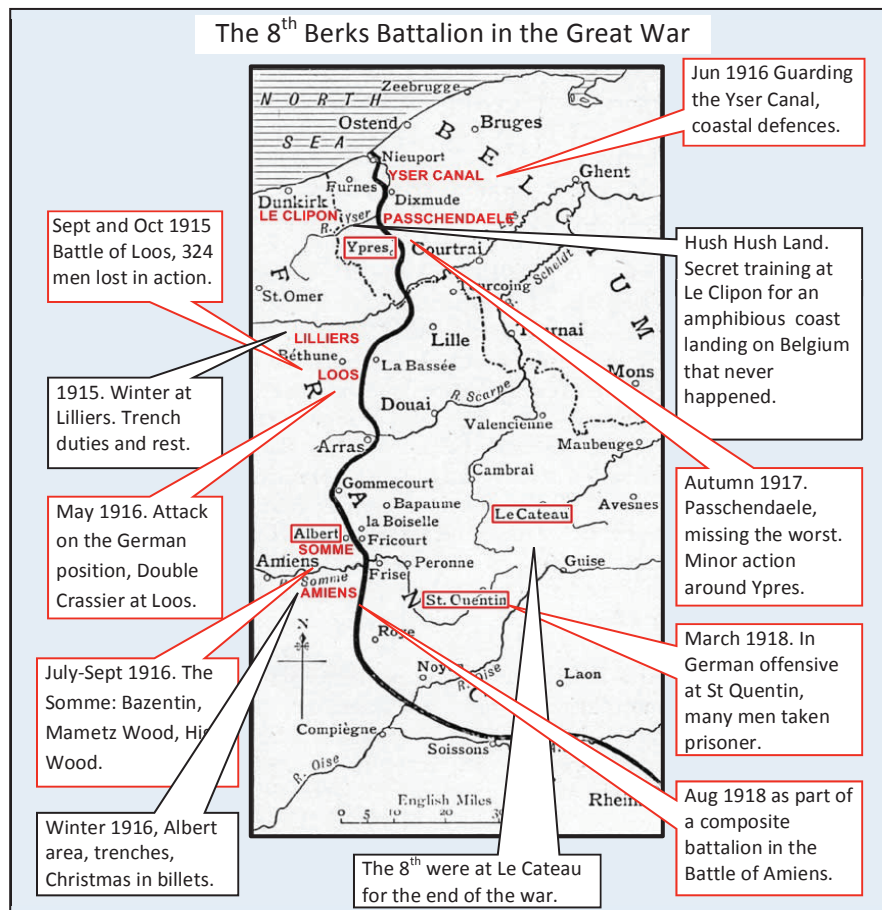 The 8th Berks Battalion in the Great War
Jun 1916 Guarding
the Yser Canal,
coastal defences.
Sept and Oct 1915
Battle of Loos, 324
men lost in action.
Hush Hush Land.
Secret training at
Le Clipon for an
amphibious coast
landing on Belgium
that never
happened.
1915. Winter at
Lilliers. Trench
duties and rest.
May 1916. Attack
on the German
position, Double
Crassier at Loos.
Autumn 1917.
Passchendaele,
missing the worst.
Minor action
around Ypres.
July-Sept 1916. The
Somme: Bazentin,
Mametz Wood, Hig
Wood.
March 1918. In
German offensive
at St Quentin,
many men taken
prisoner.
Winter 1916, Albert
area, trenches,
Christmas in billets.
The 8th were at Le Cateau
for the end of the war.
Aug 1918 as part of
a composite
battalion in the
Battle of Amiens.
NORTH
SEA
Zeebrugge
Ostend
Bruges
BELGIUM
Nieuport
YSER CANAL
Ghent
Furnes
Dunkirk
Dixmude
LE CLIPON
R. Yser
PASSCHENDAELE
Lys
Ypres
Courtrai
R. Scheldt
St. Omer
Tourcoing
LILLIERS
Lille
Tournai
Béthune
La Bassée
LOOS
Mons
Douai
R. Scarpe
Valencienne
Arras
Maubeuge
Cambrai
Gommecourt
Bapaume
Le Cateau
Avesnes
la Boiselle
Albert
Fricourt
SOMME
Amiens
Peronne
Guise
Frise
R. Somme
AMIENS
St. Quentin
N
Roye
Noyon
R. Oise
Laon
FRANC
Compiègne
Soissons
R. Oise
English Miles
Rheim
0 5 10 20 30